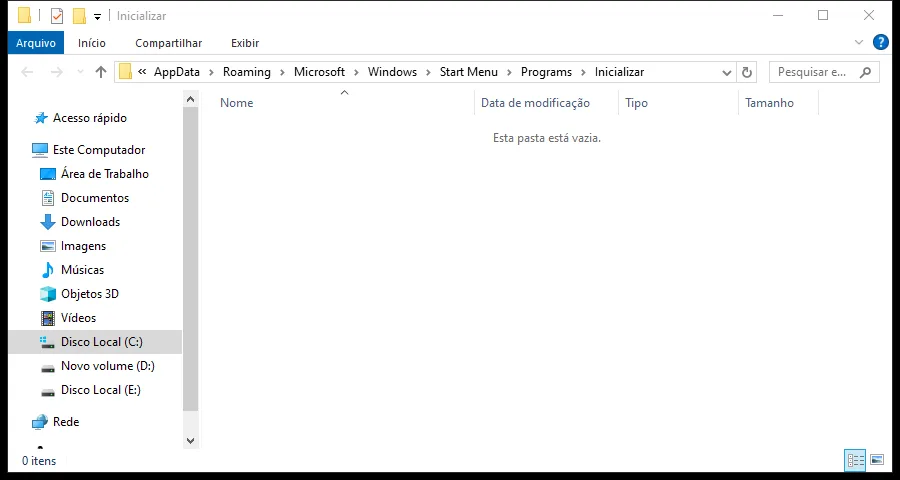 Inicializar
Arquivo Início Compartilhar Exibir ?
« AppData › Roaming › Microsoft › Windows › Start Menu › Programs › Inicializar Pesquisar e...
Nome Data de modificação Tipo Tamanho
Esta pasta está vazia.
Acesso rápido
Este Computador
Área de Trabalho
Documentos
Downloads
Imagens
Músicas
Objetos 3D
Vídeos
Disco Local (C:)
Novo volume (D:)
Disco Local (E:)
Rede
0 itens